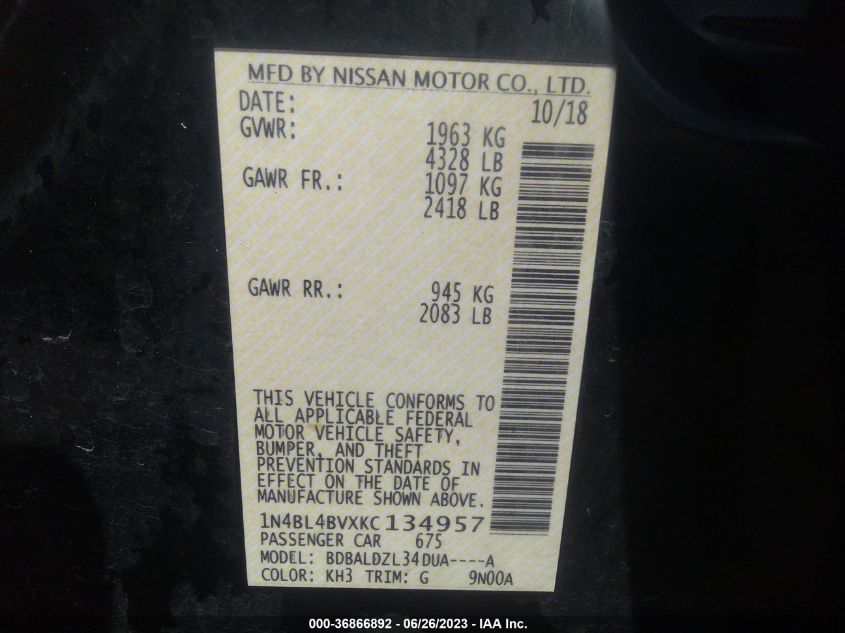 MFD BY NISSAN MOTOR CO., LTD.
DATE: 10/18
GVWR: 1963 KG
4328 LB
GAWR FR.: 1097 KG
2418 LB
GAWR RR.: 945 KG
2083 LB
THIS VEHICLE CONFORMS TO
ALL APPLICABLE FEDERAL
MOTOR VEHICLE SAFETY,
BUMPER, AND THEFT
PREVENTION STANDARDS IN
EFFECT ON THE DATE OF
MANUFACTURE SHOWN ABOVE.
1N4BL4BVXKC134957
PASSENGER CAR 675
MODEL: BDBALDZL34DUA----A
COLOR: KH3 TRIM: G 9N00A
000-36866892 - 06/26/2023 - IAA Inc.